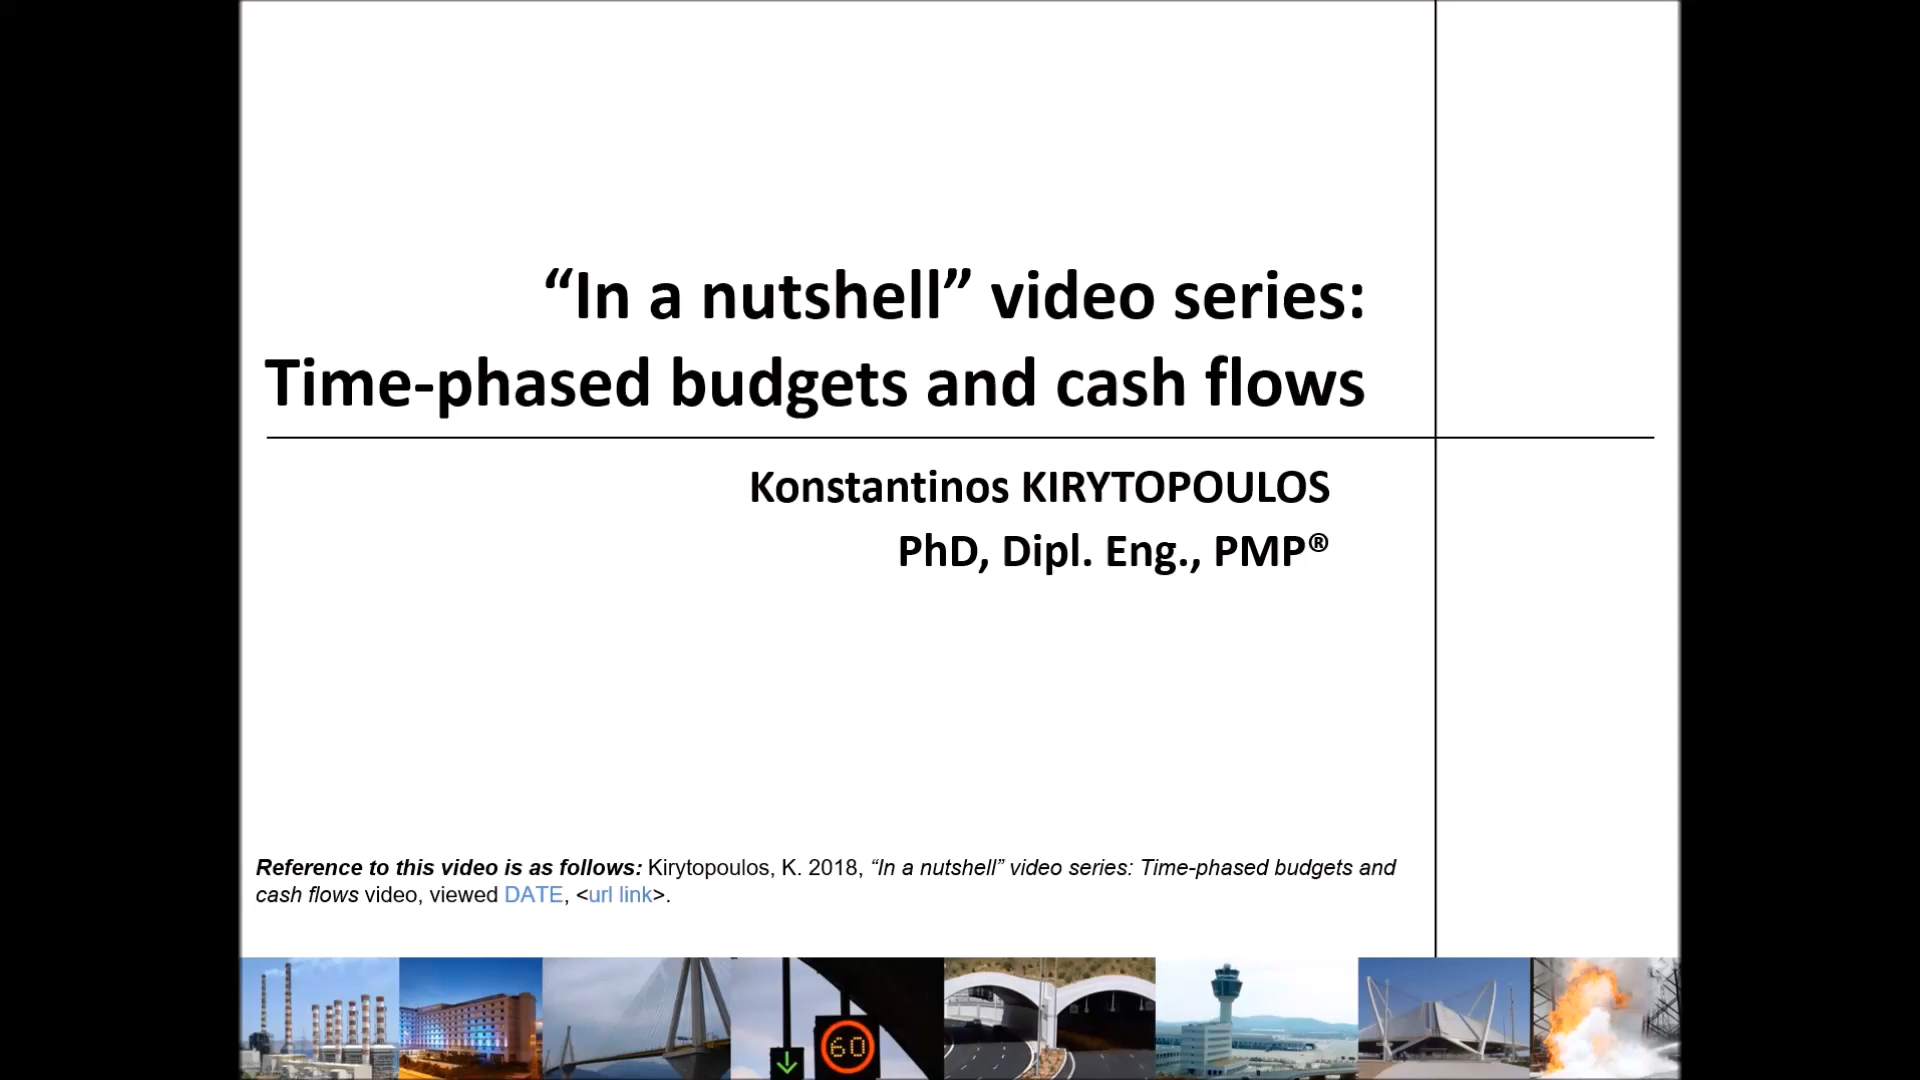 “In a nutshell” video series:
Time-phased budgets and cash flows
Konstantinos KIRYTOPOULOS
PhD, Dipl. Eng., PMP®
Reference to this video is as follows: Kirytopoulos, K. 2018, “In a nutshell” video series: Time-phased budgets and
cash flows video, viewed DATE, <url link>.
60